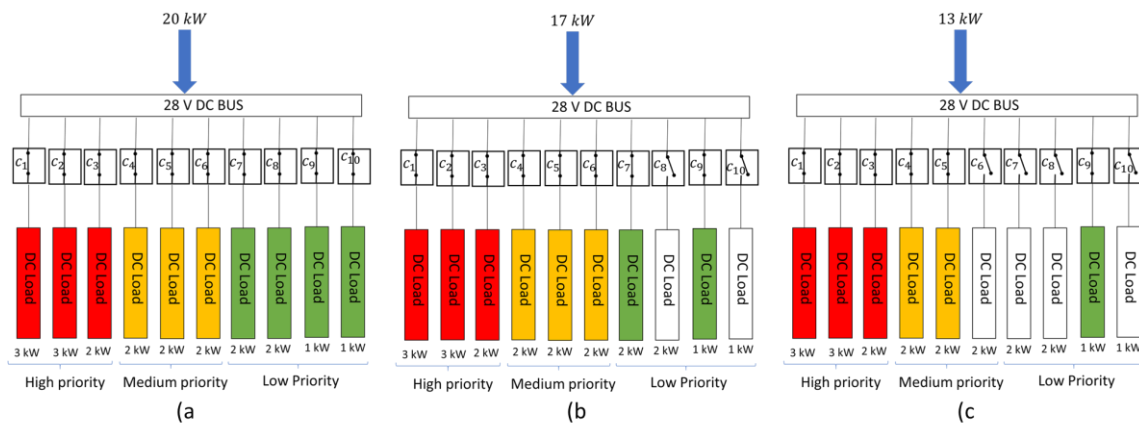 20 kW
28 V DC BUS
c1 c2 c3 c4 c5 c6 c7 c8 c9 c10
DC Load DC Load DC Load DC Load DC Load DC Load DC Load DC Load DC Load DC Load
3 kW 3 kW 2 kW 2 kW 2 kW 2 kW 2 kW 2 kW 1 kW 1 kW
High priority Medium priority Low Priority
(a
17 kW
28 V DC BUS
c1 c2 c3 c4 c5 c6 c7 c8 c9 c10
DC Load DC Load DC Load DC Load DC Load DC Load DC Load DC Load DC Load DC Load
3 kW 3 kW 2 kW 2 kW 2 kW 2 kW 2 kW 2 kW 1 kW 1 kW
High priority Medium priority Low Priority
(b
13 kW
28 V DC BUS
c1 c2 c3 c4 c5 c6 c7 c8 c9 c10
DC Load DC Load DC Load DC Load DC Load DC Load DC Load DC Load DC Load DC Load
3 kW 3 kW 2 kW 2 kW 2 kW 2 kW 2 kW 2 kW 1 kW 1 kW
High priority Medium priority Low Priority
(c